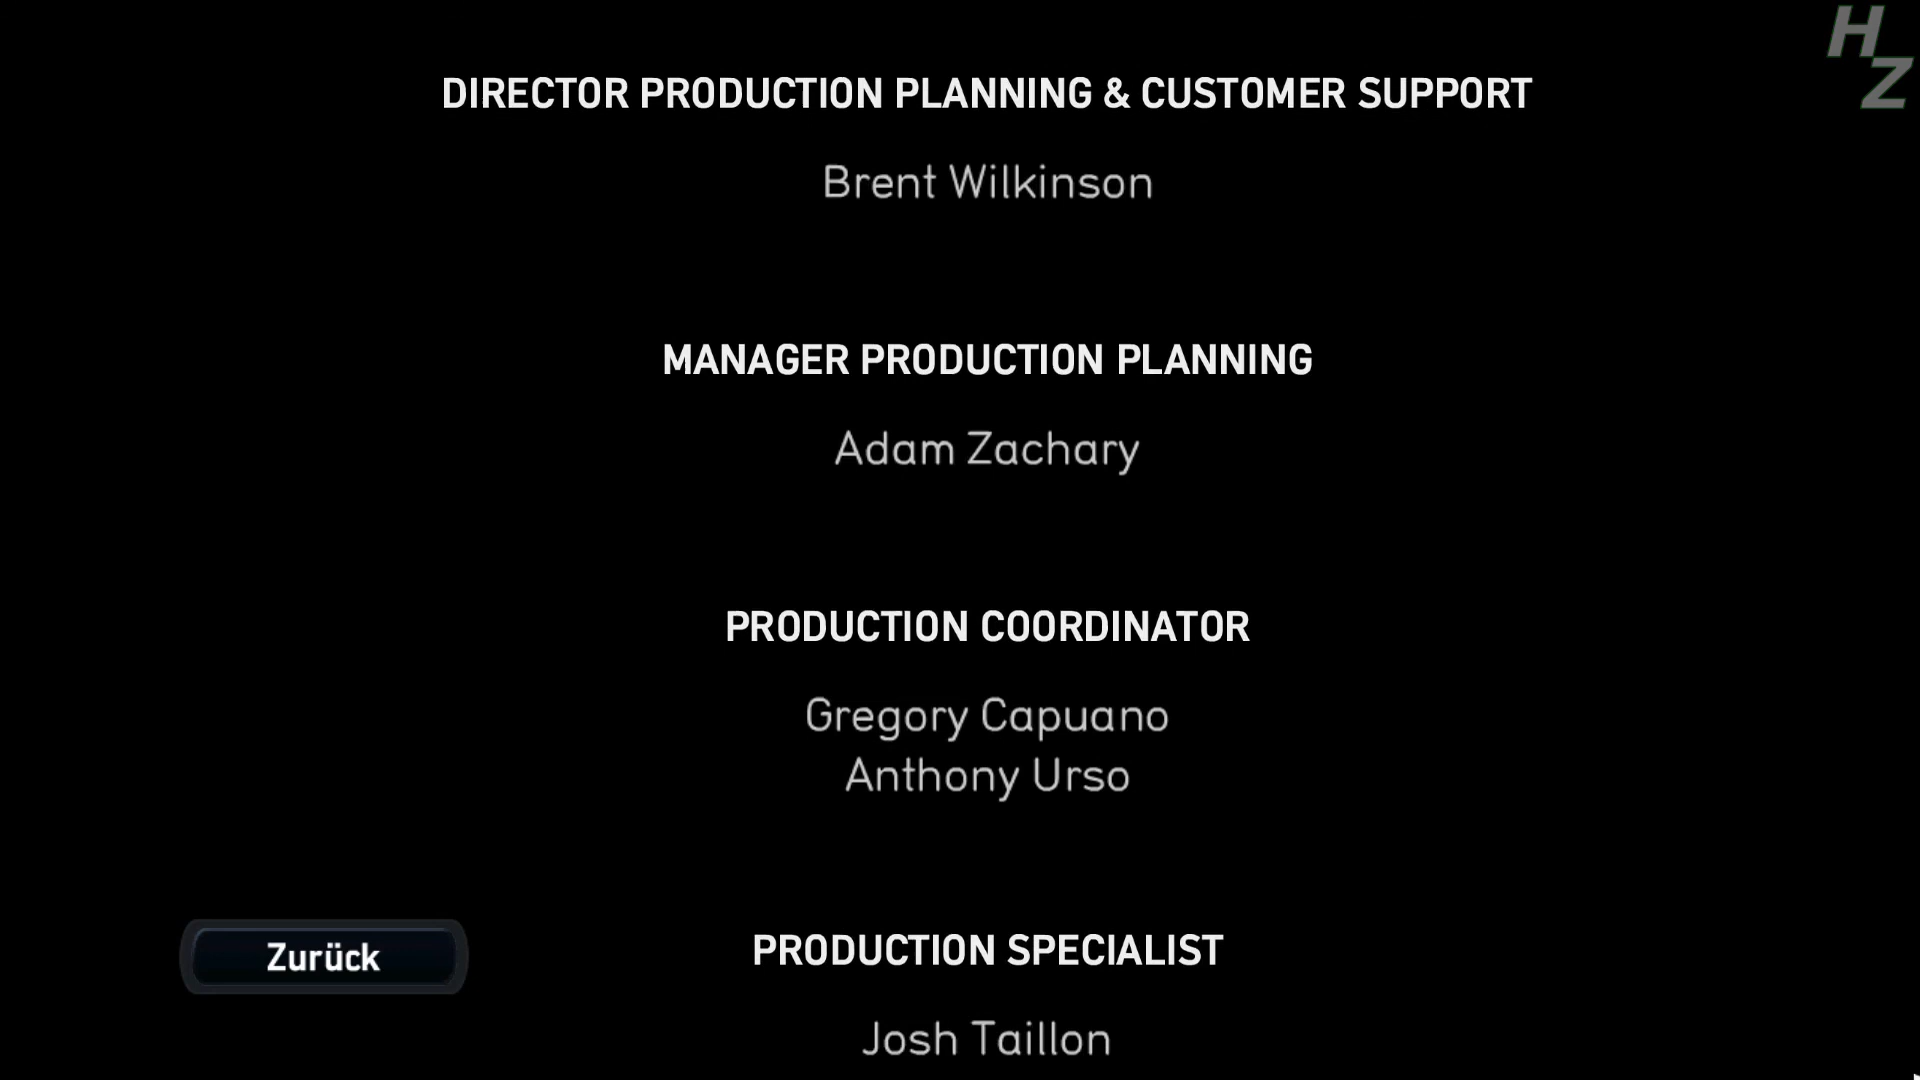 H
Z
DIRECTOR PRODUCTION PLANNING & CUSTOMER SUPPORT
Brent Wilkinson
MANAGER PRODUCTION PLANNING
Adam Zachary
PRODUCTION COORDINATOR
Gregory Capuano
Anthony Urso
PRODUCTION SPECIALIST
Josh Taillon
Zurück